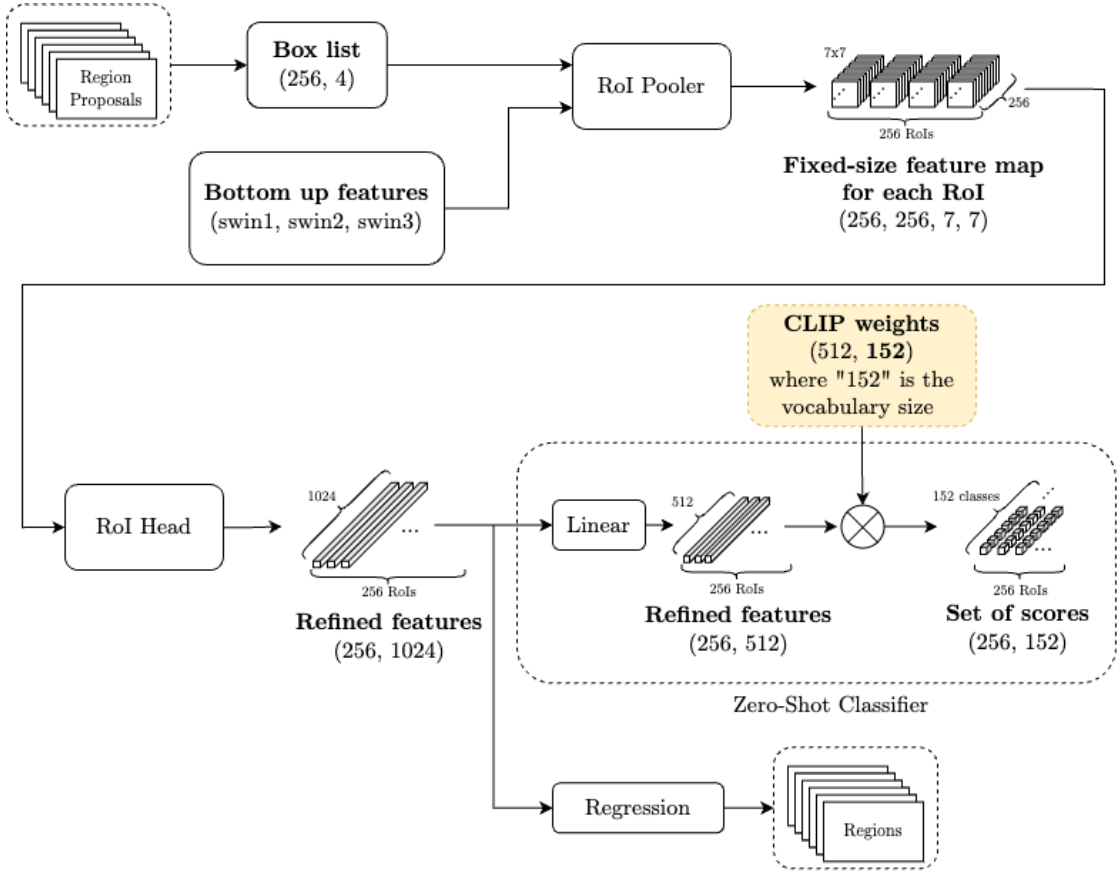 Region
Proposals
Box list
(256, 4)
RoI Pooler
7x7
256
256 RoIs
Fixed-size feature map
for each RoI
(256, 256, 7, 7)
Bottom up features
(swin1, swin2, swin3)
CLIP weights
(512, 152)
where "152" is the
vocabulary size
RoI Head
1024
...
256 RoIs
Refined features
(256, 1024)
Linear
512
...
256 RoIs
Refined features
(256, 512)
152 classes
...
...
256 RoIs
Set of scores
(256, 152)
Zero-Shot Classifier
Regression
Regions